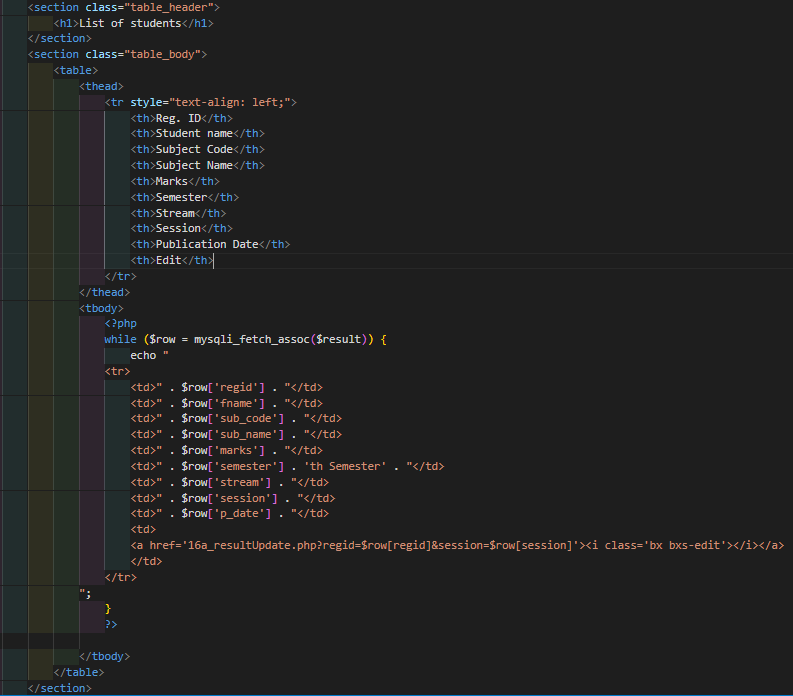 <section class="table_header">
<h1>List of students</h1>
</section>
<section class="table_body">
<table>
<thead>
<tr style="text-align: left;">
<th>Reg. ID</th>
<th>Student name</th>
<th>Subject Code</th>
<th>Subject Name</th>
<th>Marks</th>
<th>Semester</th>
<th>Stream</th>
<th>Session</th>
<th>Publication Date</th>
<th>Edit</th>
</tr>
</thead>
<tbody>
<?php
while ($row = mysqli_fetch_assoc($result)) {
echo "
<tr>
<td>" . $row['regid'] . "</td>
<td>" . $row['fname'] . "</td>
<td>" . $row['sub_code'] . "</td>
<td>" . $row['sub_name'] . "</td>
<td>" . $row['marks'] . "</td>
<td>" . $row['semester'] . 'th Semester' . "</td>
<td>" . $row['stream'] . "</td>
<td>" . $row['session'] . "</td>
<td>" . $row['p_date'] . "</td>
<td>
<a href='16a_resultUpdate.php?regid=$row[regid]&session=$row[session]'><i class='bx bxs-edit'></i></a>
</td>
</tr>
";
}
?>
</tbody>
</table>
</section>